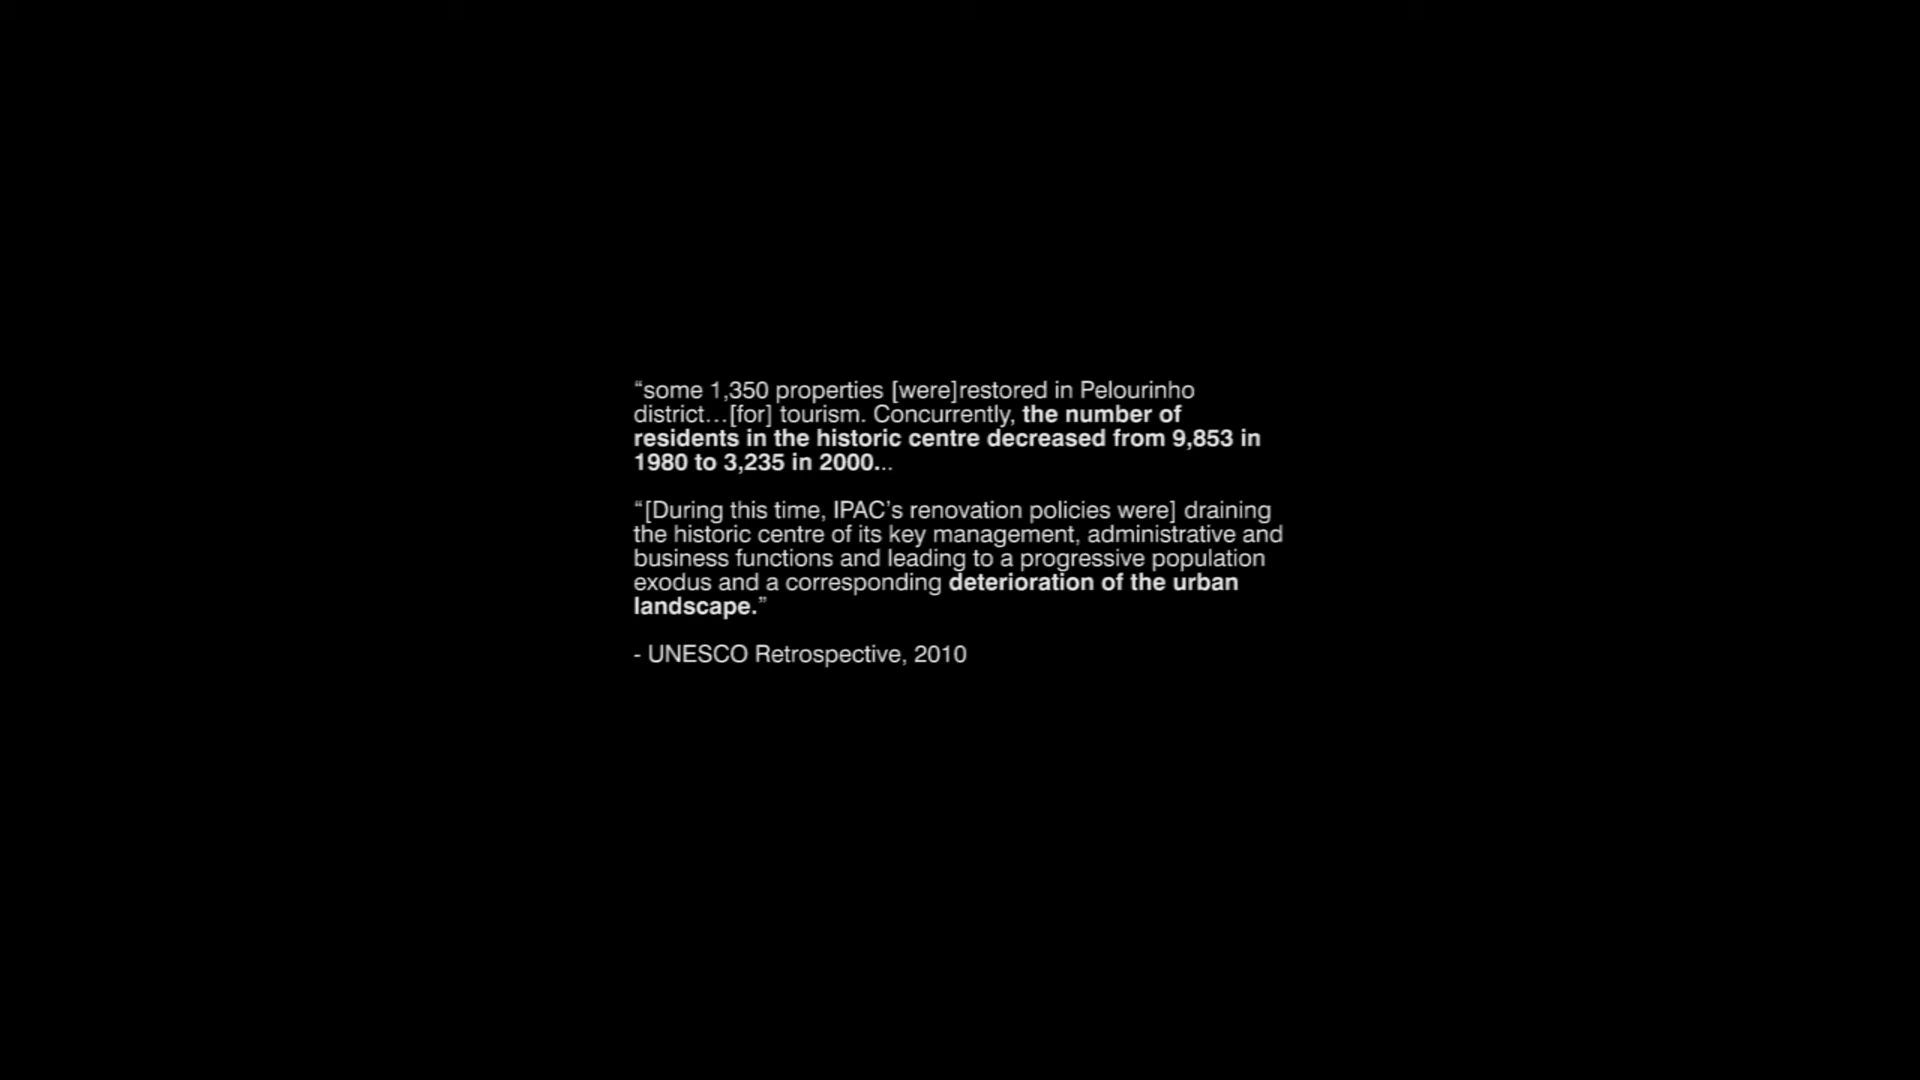 “some 1,350 properties [were]restored in Pelourinho
district…[for] tourism. Concurrently, the number of
residents in the historic centre decreased from 9,853 in
1980 to 3,235 in 2000...
“[During this time, IPAC’s renovation policies were] draining
the historic centre of its key management, administrative and
business functions and leading to a progressive population
exodus and a corresponding deterioration of the urban
landscape.”
- UNESCO Retrospective, 2010